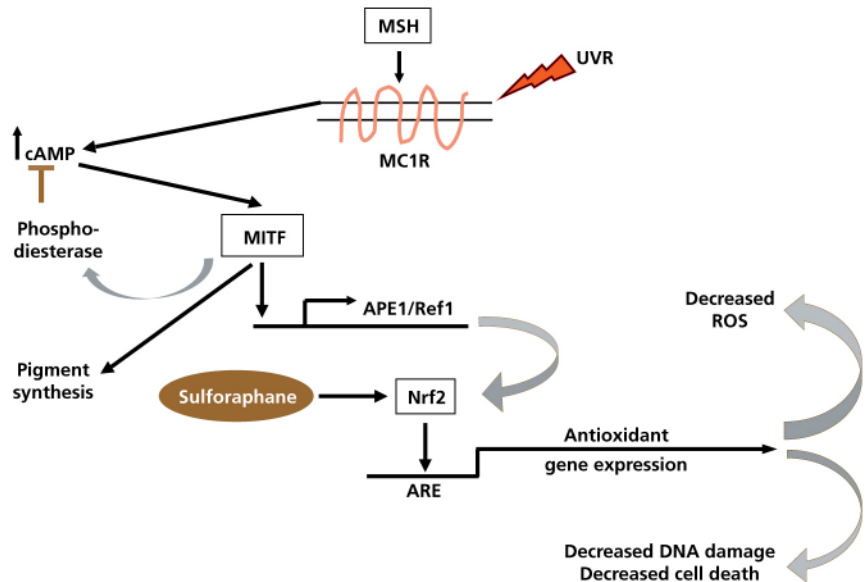 MSH
UVR
MC1R
cAMP
Phospho-
diesterase
MITF
APE1/Ref1
Decreased
ROS
Pigment
synthesis
Sulforaphane
Nrf2
Antioxidant
gene expression
ARE
Decreased DNA damage
Decreased cell death